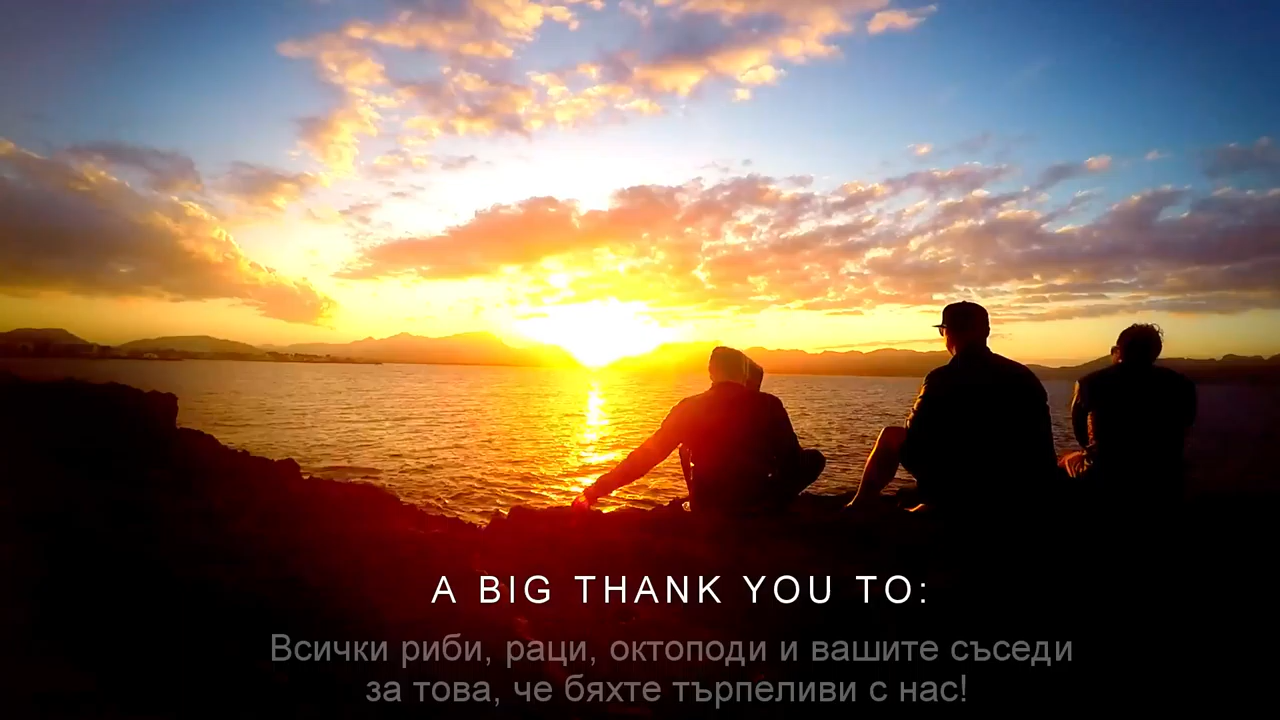 A BIG THANK YOU TO:
Всички риби, раци, октоподи и вашите съседи
за това, че бяхте търпеливи с нас!